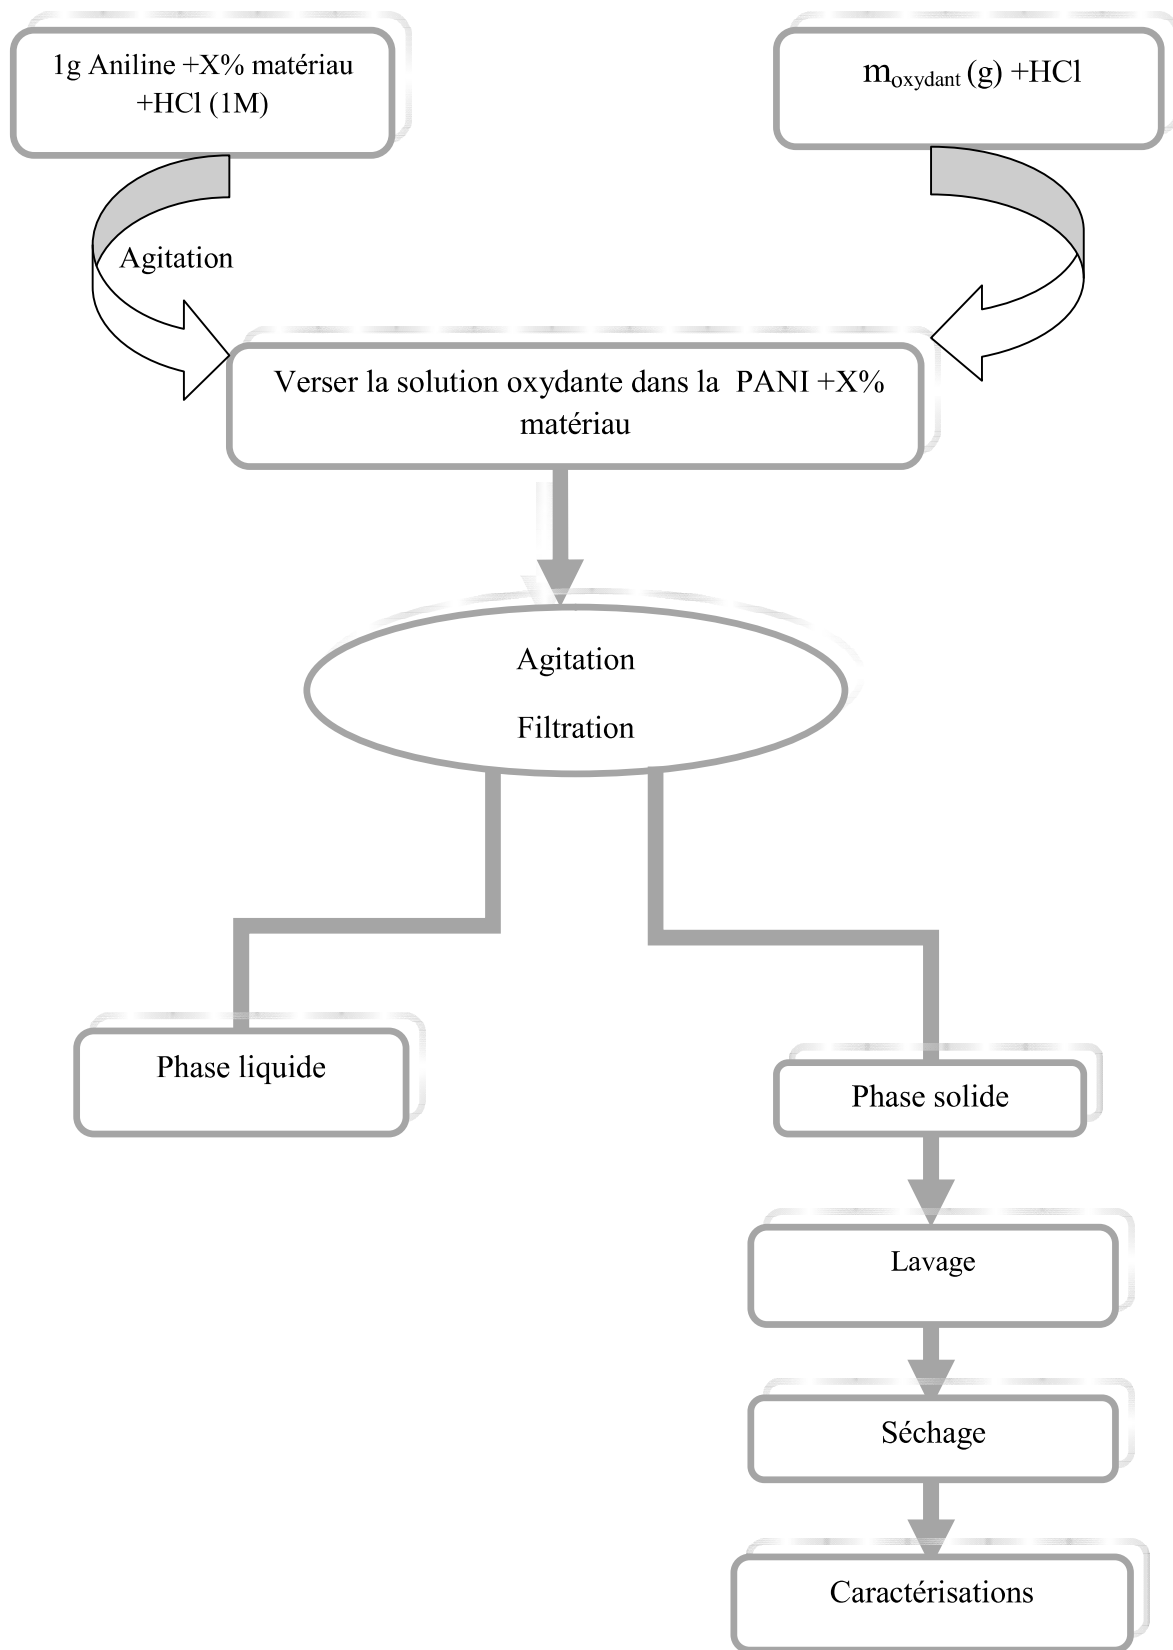 1g Aniline +X% matériau
+HCl (1M)
m oxydant (g) +HCl
Agitation
Verser la solution oxydante dans la PANI +X%
matériau
Agitation
Filtration
Phase liquide
Phase solide
Lavage
Séchage
Caractérisations